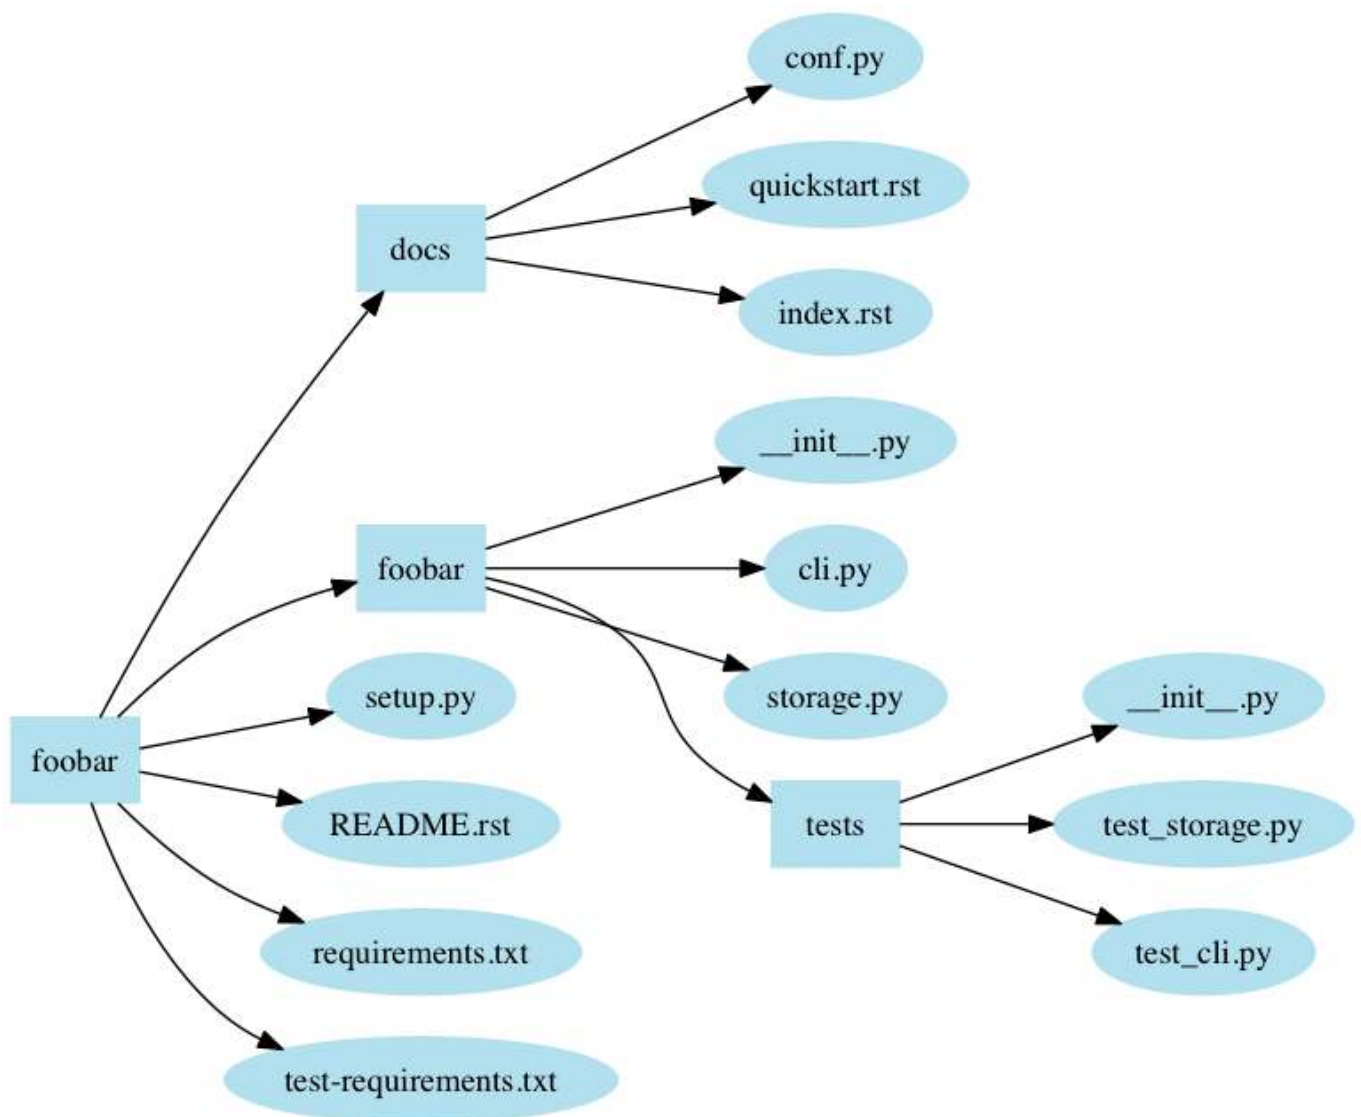 conf.py
quickstart.rst
docs
index.rst
__init__.py
foobar
cli.py
setup.py
storage.py
__init__.py
foobar
README.rst
tests
test_storage.py
requirements.txt
test_cli.py
test-requirements.txt